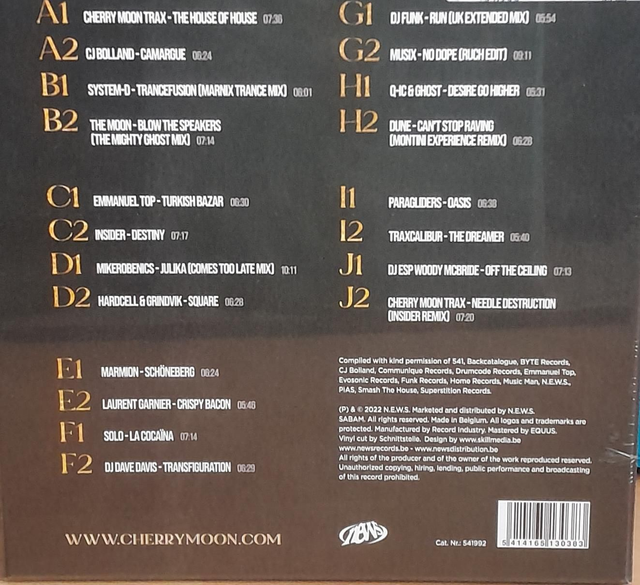 A1 CHERRY MOON TRAX - THE HOUSE OF HOUSE 07:36
A2 CJ BOLLAND - CAMARGUE 06:24
B1 SYSTEM-D - TRANCEFUSION (MARNIX TRANCE MIX) 06:01
B2 THE MOON - BLOW THE SPEAKERS
(THE MIGHTY GHOST MIX) 07:14
C1 EMMANUEL TOP - TURKISH BAZAR 06:30
C2 INSIDER - DESTINY 07:17
D1 MIKEROBENICS - JULIKA (COMES TOO LATE MIX) 10:11
D2 HARDCELL & GRINDVIK - SQUARE 06:28
E1 MARMION - SCHÖNEBERG 06:24
E2 LAURENT GARNIER - CRISPY BACON 05:46
F1 SOLO - LA COCAÏNA 07:14
F2 DJ DAVE DAVIS - TRANSFIGURATION 06:29
WWW.CHERRYMOON.COM
G1 DJ FUNK - RUN (UK EXTENDED MIX) 05:54
G2 MUSIX - NO DOPE (RUCH EDIT) 09:11
H1 Q-IC & GHOST - DESIRE GO HIGHER 05:31
H2 DUNE - CAN'T STOP RAVING
(MONTINI EXPERIENCE REMIX) 06:28
I1 PARAGLIDERS - OASIS 06:38
I2 TRAXCALIBUR - THE DREAMER 05:40
J1 DJ ESP WOODY MCBRIDE - OFF THE CEILING 07:13
J2 CHERRY MOON TRAX - NEEDLE DESTRUCTION
(INSIDER REMIX) 07:20
Compiled with kind permission of 541, Backcatalogue, BYTE Records,
CJ Bolland, Communique Records, Drumcode Records, Emmanuel Top,
Evosonic Records, Funk Records, Home Records, Music Man, N.E.W.S.,
PIAS, Smash The House, Superstition Records.
(P) & © 2022 N.E.W.S. Marketed and distributed by N.E.W.S.
SABAM. All rights reserved. Made in Belgium. All logos and trademarks are
protected. Manufactured by Record Industry. Mastered by EQUUS.
Vinyl cut by Schnittstelle. Design by www.skillmedia.be
www.newsrecords.be - www.newsdistribution.be
All rights of the producer and of the owner of the work reproduced reserved.
Unauthorized copying, hiring, lending, public performance and broadcasting
of this record prohibited.
news
Cat. Nr.: 541992
5 414165 130383